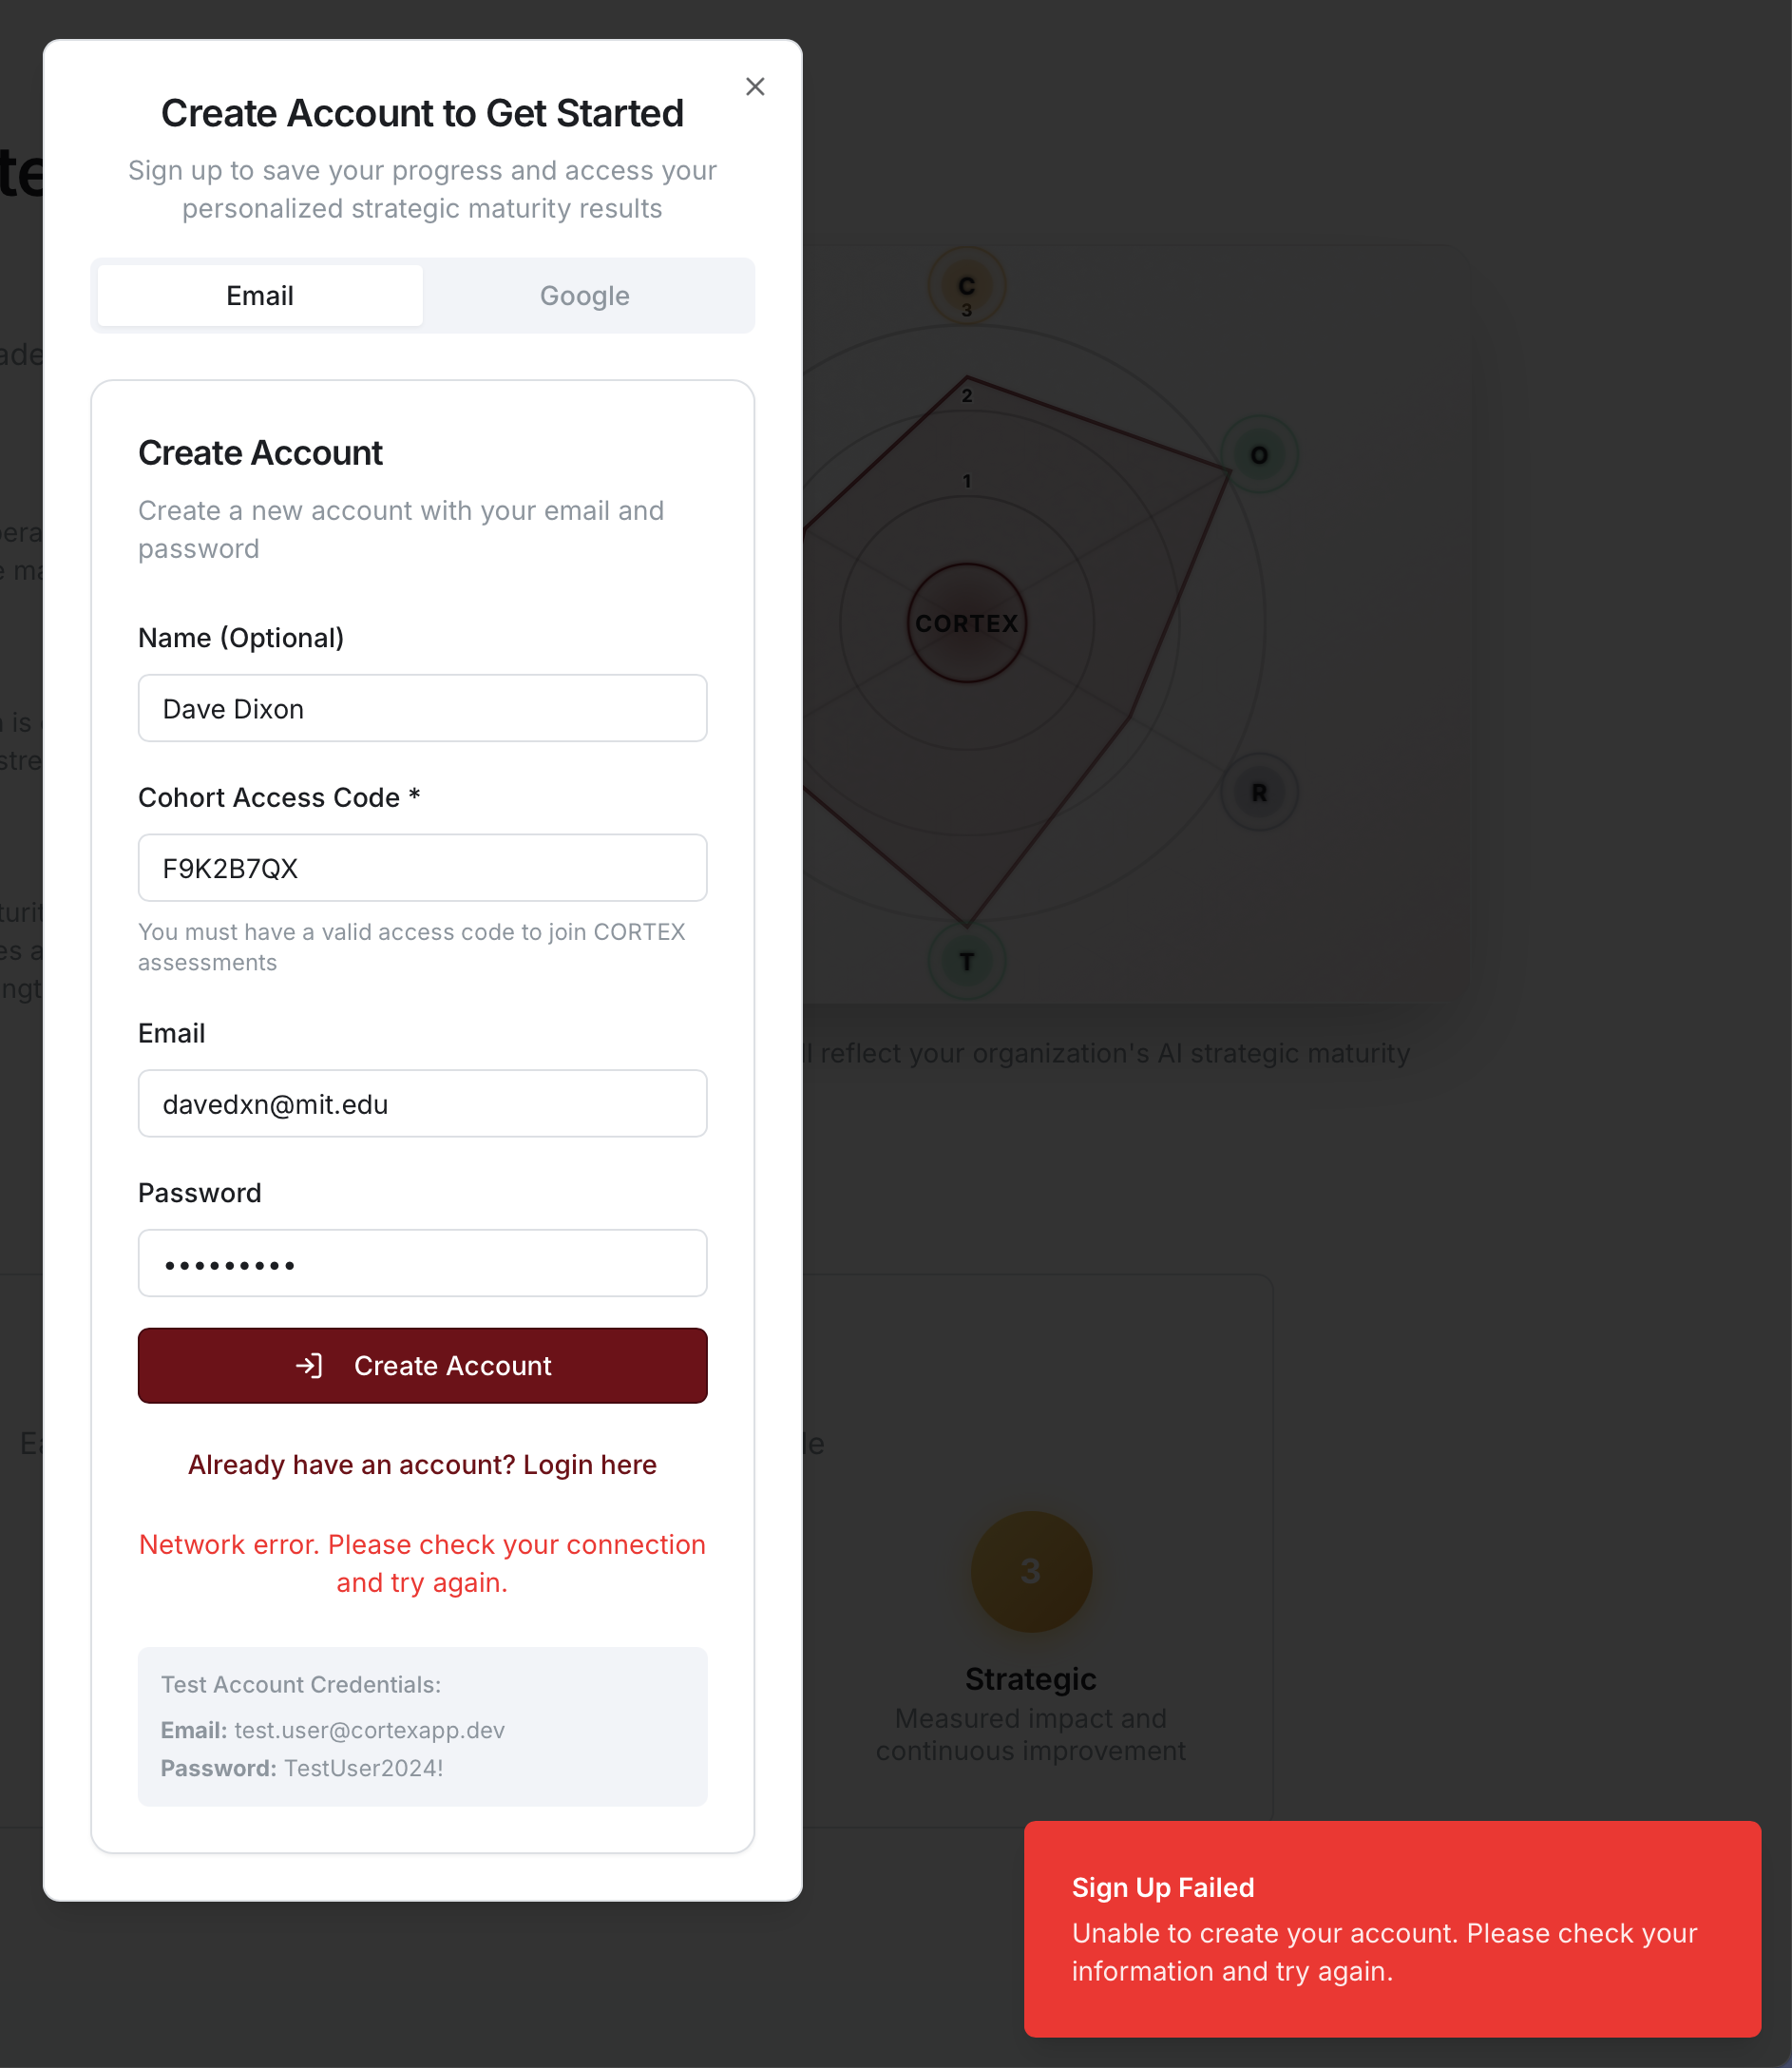 Create Account to Get Started
Sign up to save your progress and access your
personalized strategic maturity results
Email
Google
Create Account
Create a new account with your email and
password
Name (Optional)
Dave Dixon
Cohort Access Code *
F9K2B7QX
You must have a valid access code to join CORTEX
assessments
Email
davedxn@mit.edu
Password
•••••••••
Create Account
Already have an account? Login here
Network error. Please check your connection
and try again.
Test Account Credentials:
Email: test.user@cortexapp.dev
Password: TestUser2024!
C
3
2
1
O
CORTEX
R
T
reflect your organization's AI strategic maturity
3
Strategic
Measured impact and
continuous improvement
Sign Up Failed
Unable to create your account. Please check your
information and try again.